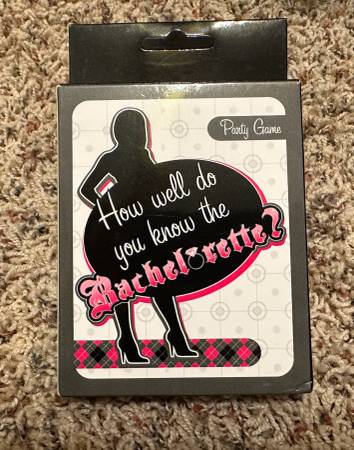 Party Game
How well do
you know the
Bachelorette?